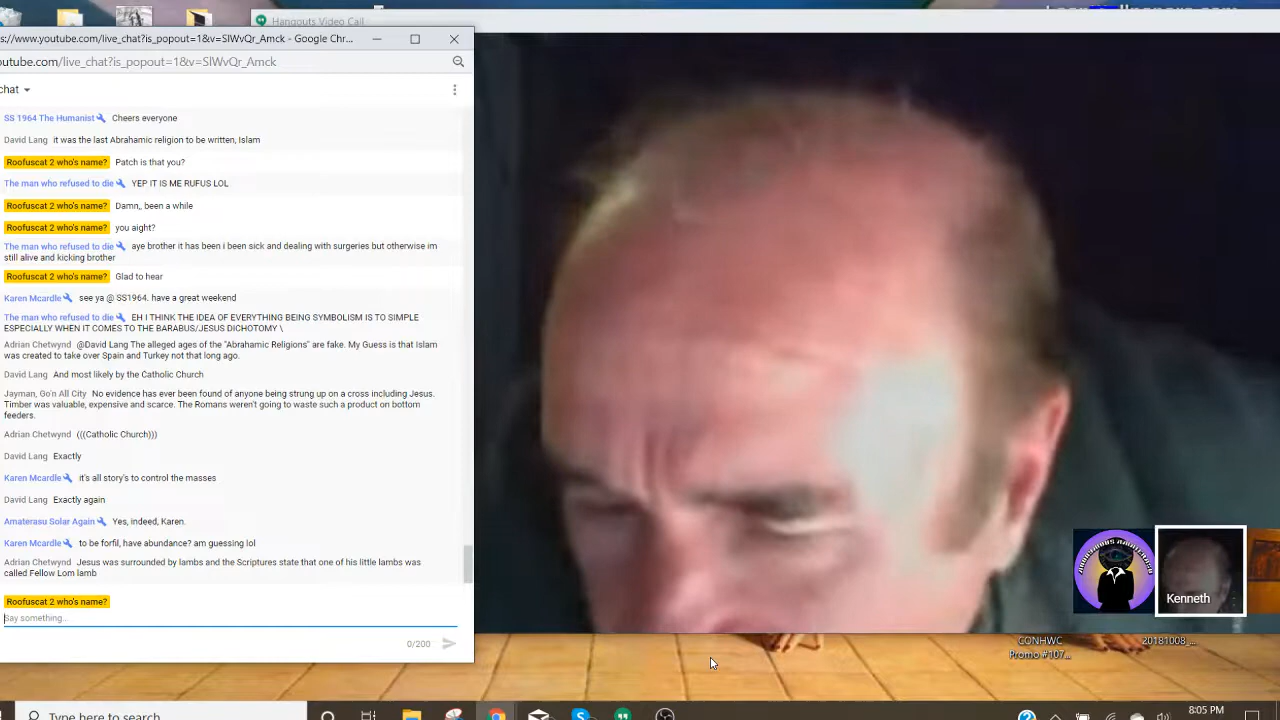 Hangouts Video Call
s://www.youtube.com/live_chat?is_popout=1&v=SlWvQr_Amck - Google Chr...
outube.com/live_chat?is_popout=1&v=SlWvQr_Amck
chat
SS 1964 The Humanist Cheers everyone
David Lang it was the last Abrahamic religion to be written, Islam
Roofuscat 2 who's name? Patch is that you?
The man who refused to die YEP IT IS ME RUFUS LOL
Roofuscat 2 who's name? Damn,, been a while
Roofuscat 2 who's name? you aight?
The man who refused to die aye brother it has been i been sick and dealing with surgeries but otherwise im
still alive and kicking brother
Roofuscat 2 who's name? Glad to hear
Karen Mcardle see ya @ SS1964. have a great weekend
The man who refused to die EH I THINK THE IDEA OF EVERYTHING BEING SYMBOLISM IS TO SIMPLE
ESPECIALLY WHEN IT COMES TO THE BARABUS/JESUS DICHOTOMY \
Adrian Chetwynd @David Lang The alleged ages of the "Abrahamic Religions" are fake. My Guess is that Islam
was created to take over Spain and Turkey not that long ago.
David Lang And most likely by the Catholic Church
Jayman, Go'n All City No evidence has ever been found of anyone being strung up on a cross including Jesus.
Timber was valuable, expensive and scarce. The Romans weren't going to waste such a product on bottom
feeders.
Adrian Chetwynd (((Catholic Church)))
David Lang Exactly
Karen Mcardle it's all story's to control the masses
David Lang Exactly again
Amaterasu Solar Again Yes, indeed, Karen.
Karen Mcardle to be forfil, have abundance? am guessing lol
Adrian Chetwynd Jesus was surrounded by lambs and the Scriptures state that one of his little lambs was
called Fellow Lom lamb
Roofuscat 2 who's name?
Say something...
0/200
Kenneth
CONHWC
Promo #107...
20181008_...
Type here to search
8:05 PM